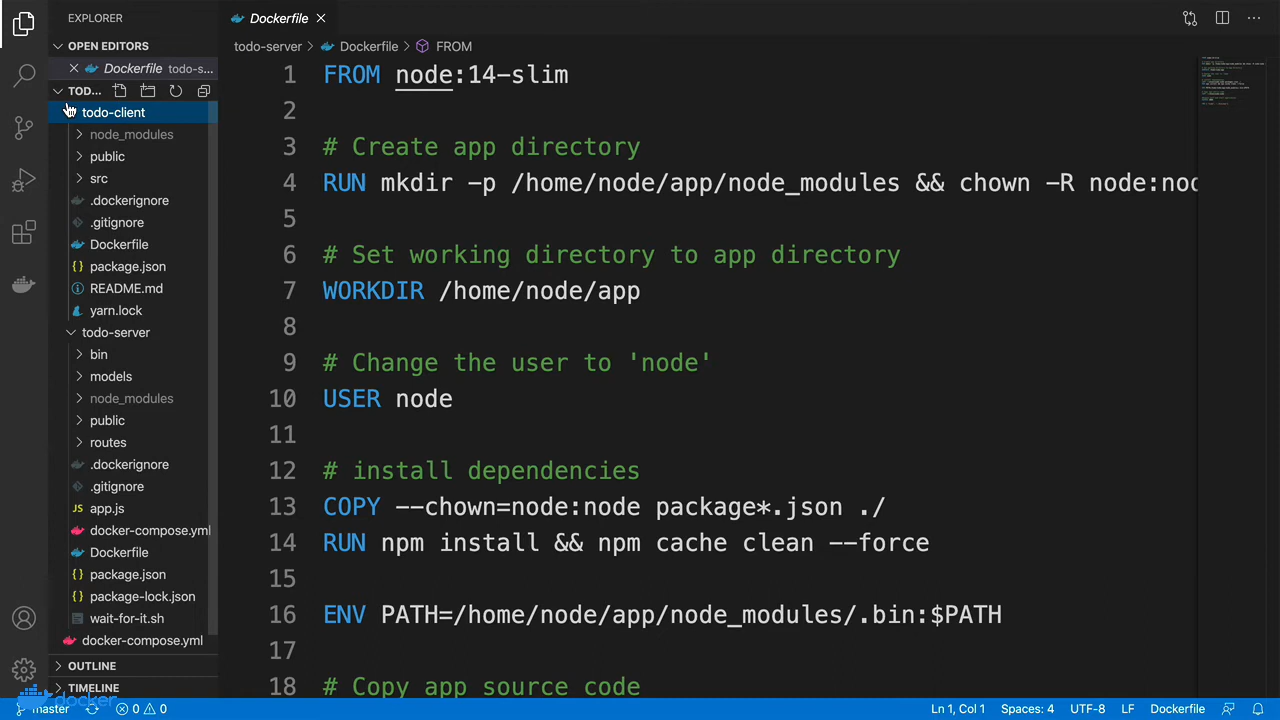 EXPLORER
OPEN EDITORS
Dockerfile todo-s...
TOD...
todo-client
node_modules
public
src
.dockerignore
.gitignore
Dockerfile
package.json
README.md
yarn.lock
todo-server
bin
models
node_modules
public
routes
.dockerignore
.gitignore
app.js
docker-compose.yml
Dockerfile
package.json
package-lock.json
wait-for-it.sh
docker-compose.yml
OUTLINE
TIMELINE
Dockerfile
todo-server > Dockerfile > FROM
1 FROM node:14-slim
2
3 # Create app directory
4 RUN mkdir -p /home/node/app/node_modules && chown -R node:nod
5
6 # Set working directory to app directory
7 WORKDIR /home/node/app
8
9 # Change the user to 'node'
10 USER node
11
12 # install dependencies
13 COPY --chown=node:node package*.json ./
14 RUN npm install && npm cache clean --force
15
16 ENV PATH=/home/node/app/node_modules/.bin:$PATH
17
18 # Copy app source code
docker
master 0 0 Ln 1, Col 1 Spaces: 4 UTF-8 LF Dockerfile